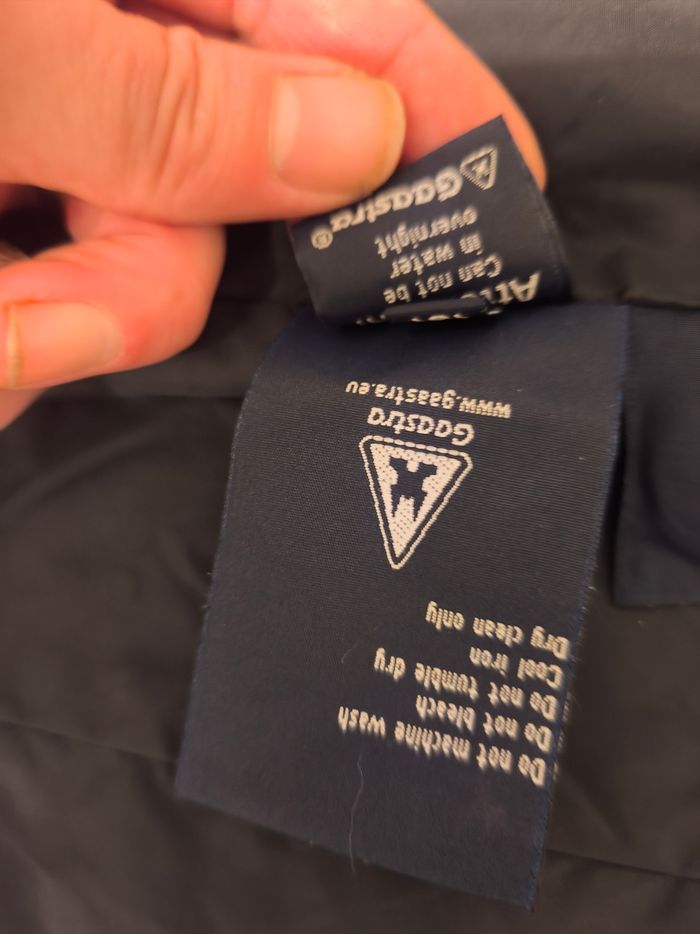 Do not machine wash
Do not bleach
Do not tumble dry
Cool iron
Dry clean only
Gaastra
www.gaastra.eu
Can not be
in water
overnight
Gaastra®